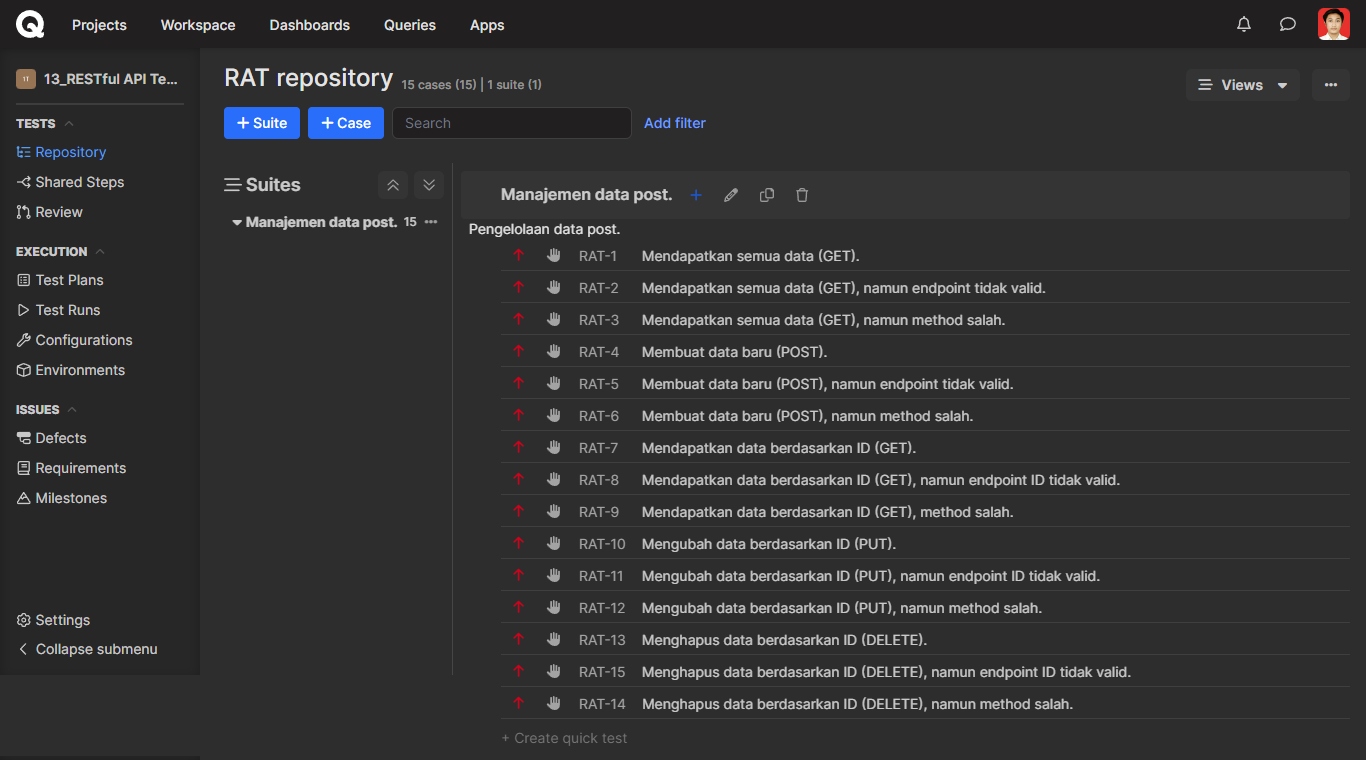 Projects Workspace Dashboards Queries Apps
13_RESTful API Te...
TESTS
Repository
Shared Steps
Review
EXECUTION
Test Plans
Test Runs
Configurations
Environments
ISSUES
Defects
Requirements
Milestones
Settings
Collapse submenu
RAT repository 15 cases (15) | 1 suite (1)
Views
+ Suite + Case Search Add filter
Suites
Manajemen data post. 15
Manajemen data post.
Pengelolaan data post.
RAT-1 Mendapatkan semua data (GET).
RAT-2 Mendapatkan semua data (GET), namun endpoint tidak valid.
RAT-3 Mendapatkan semua data (GET), namun method salah.
RAT-4 Membuat data baru (POST).
RAT-5 Membuat data baru (POST), namun endpoint tidak valid.
RAT-6 Membuat data baru (POST), namun method salah.
RAT-7 Mendapatkan data berdasarkan ID (GET).
RAT-8 Mendapatkan data berdasarkan ID (GET), namun endpoint ID tidak valid.
RAT-9 Mendapatkan data berdasarkan ID (GET), method salah.
RAT-10 Mengubah data berdasarkan ID (PUT).
RAT-11 Mengubah data berdasarkan ID (PUT), namun endpoint ID tidak valid.
RAT-12 Mengubah data berdasarkan ID (PUT), namun method salah.
RAT-13 Menghapus data berdasarkan ID (DELETE).
RAT-15 Menghapus data berdasarkan ID (DELETE), namun endpoint ID tidak valid.
RAT-14 Menghapus data berdasarkan ID (DELETE), namun method salah.
+ Create quick test